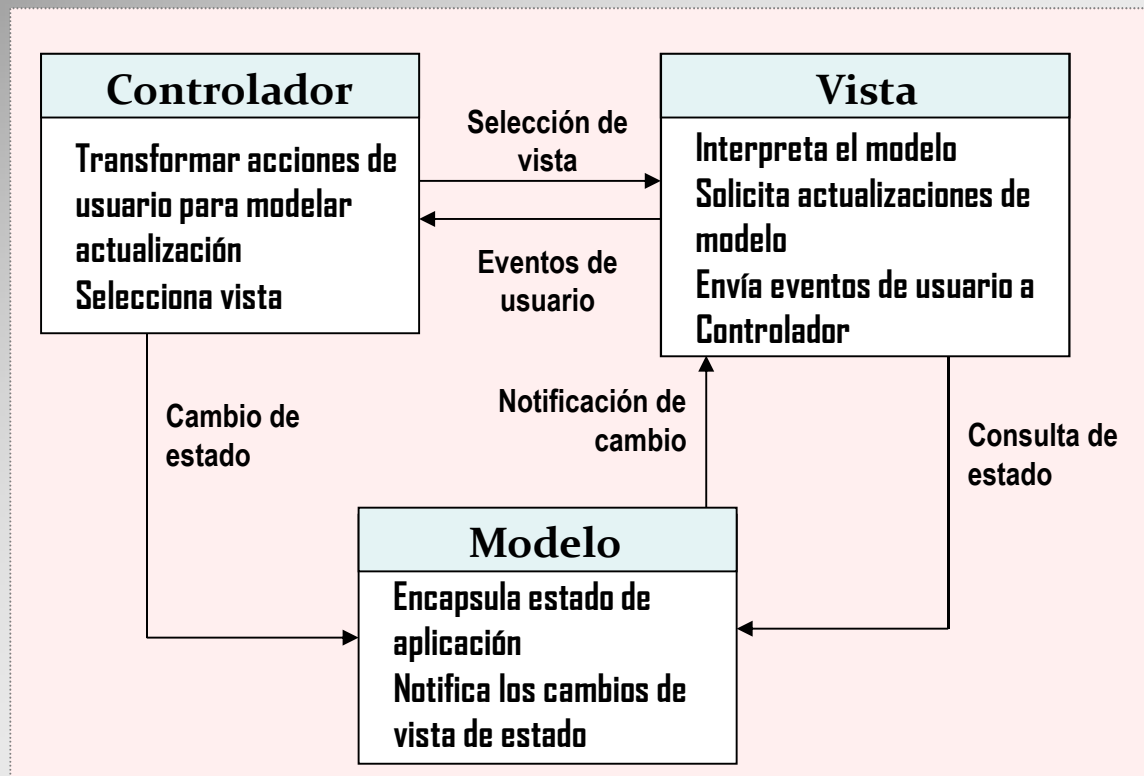 Controlador
Transformar acciones de
usuario para modelar
actualización
Selecciona vista
Selección de
vista
Eventos de
usuario
Vista
Interpreta el modelo
Solicita actualizaciones de
modelo
Envía eventos de usuario a
Controlador
Cambio de
estado
Notificación de
cambio
Consulta de
estado
Modelo
Encapsula estado de
aplicación
Notifica los cambios de
vista de estado